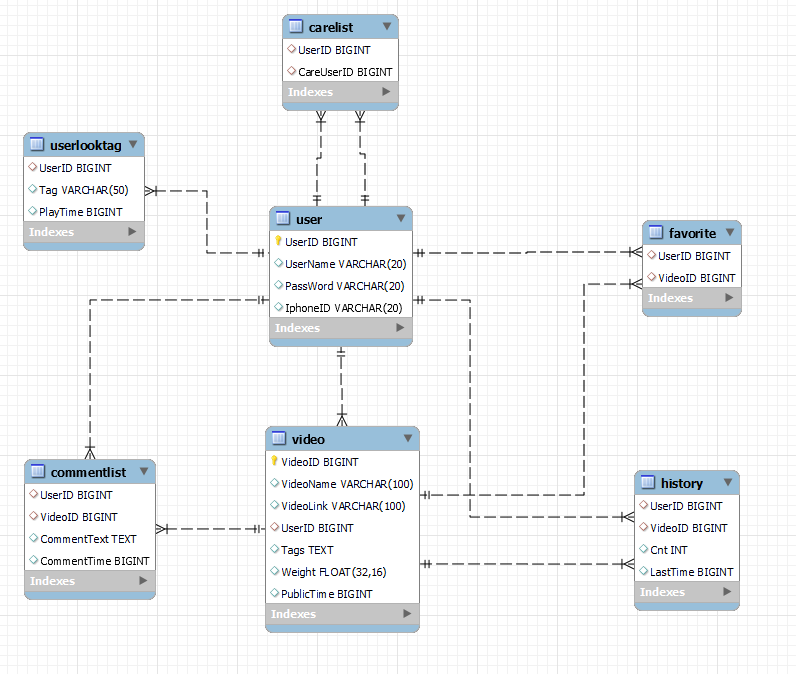 carelist
UserID BIGINT
CareUserID BIGINT
Indexes
userlooktag
UserID BIGINT
Tag VARCHAR(50)
PlayTime BIGINT
Indexes
user
UserID BIGINT
UserName VARCHAR(20)
PassWord VARCHAR(20)
IphoneID VARCHAR(20)
Indexes
favorite
UserID BIGINT
VideoID BIGINT
Indexes
commentlist
UserID BIGINT
VideoID BIGINT
CommentText TEXT
CommentTime BIGINT
Indexes
video
VideoID BIGINT
VideoName VARCHAR(100)
VideoLink VARCHAR(100)
UserID BIGINT
Tags TEXT
Weight FLOAT(32,16)
PublicTime BIGINT
Indexes
history
UserID BIGINT
VideoID BIGINT
Cnt INT
LastTime BIGINT
Indexes